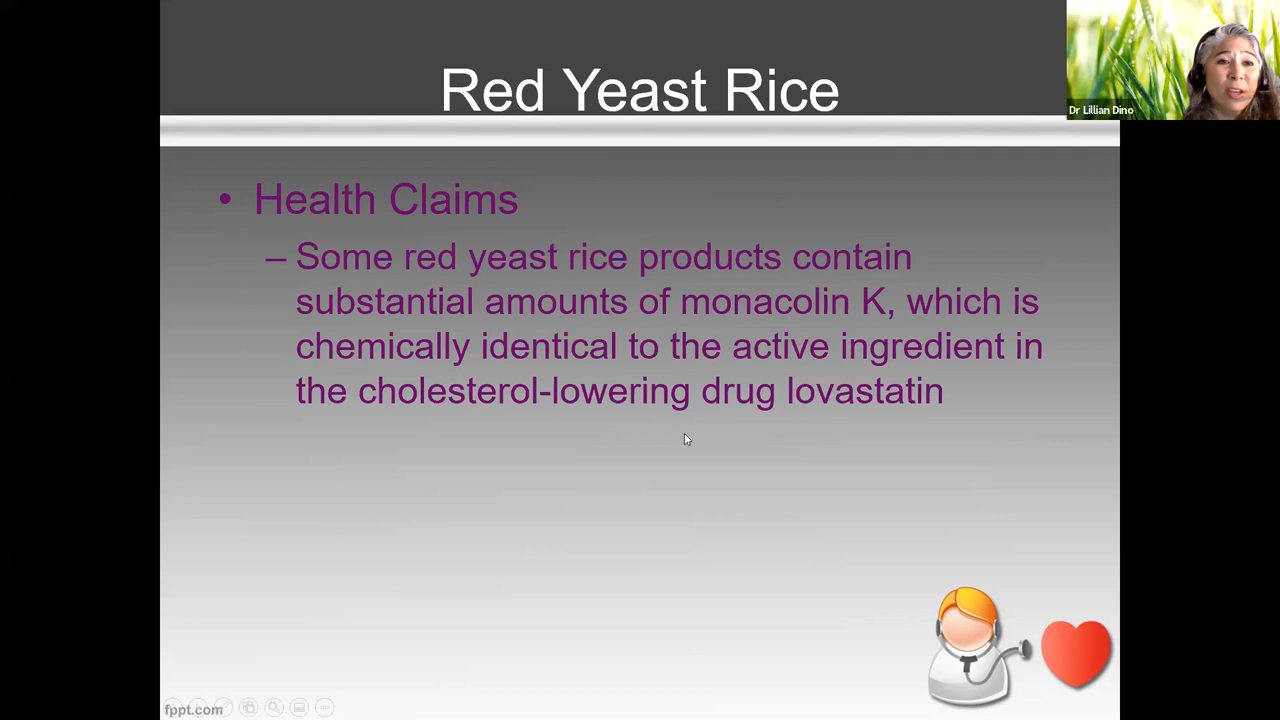 Red Yeast Rice
Dr Lillian Dino
• Health Claims
– Some red yeast rice products contain
substantial amounts of monacolin K, which is
chemically identical to the active ingredient in
the cholesterol-lowering drug lovastatin
fppt.com